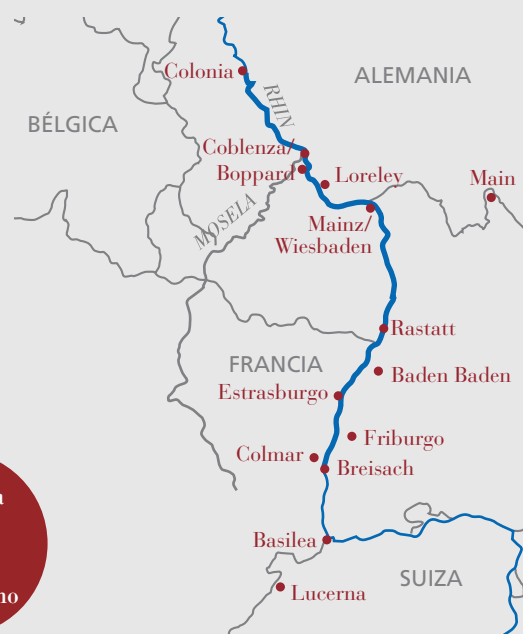 Colonia
RHIN
ALEMANIA
BÉLGICA
Coblenza/
Boppard
Loreley
Main
MOSELA
Mainz/
Wiesbaden
Rastatt
FRANCIA
Baden Baden
Estrasburgo
Friburgo
Colmar
Breisach
Basilea
SUIZA
Lucerna